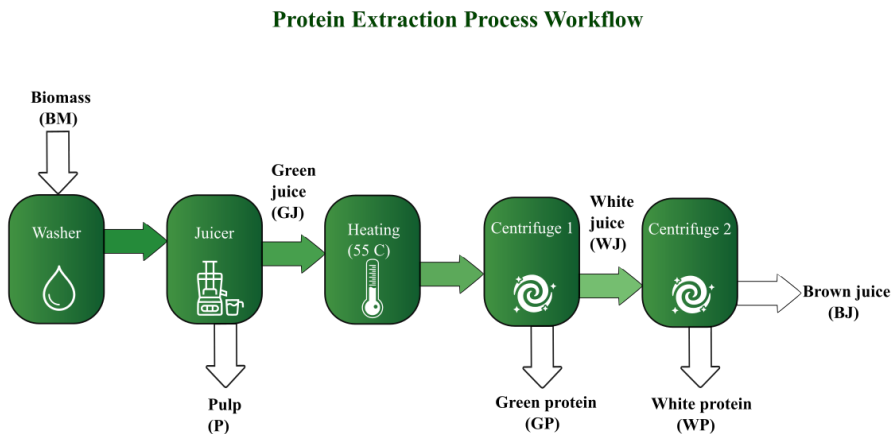 Protein Extraction Process Workflow
Biomass
(BM)
Washer
Juicer
Pulp
(P)
Green
juice
(GJ)
Heating
(55 C)
Centrifuge 1
Green protein
(GP)
White
juice
(WJ)
Centrifuge 2
White protein
(WP)
Brown juice
(BJ)